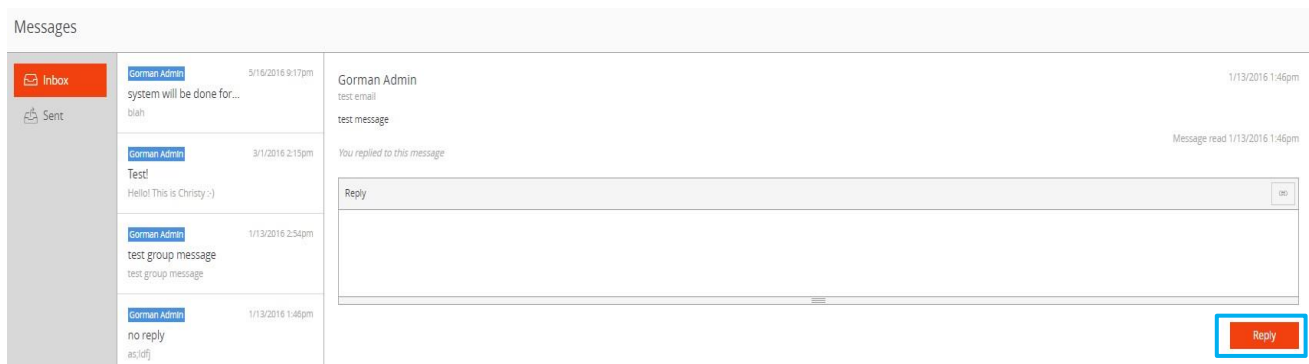 Messages
Inbox
Sent
Gorman Admin 5/16/2016 9:17pm
system will be done for...
blah
Gorman Admin 3/1/2016 2:15pm
Test!
Hello! This is Christy :-)
Gorman Admin 1/13/2016 2:54pm
test group message
test group message
Gorman Admin 1/13/2016 1:46pm
no reply
as;ldfj
Gorman Admin 1/13/2016 1:46pm
test email
test message
Message read 1/13/2016 1:46pm
You replied to this message
Reply
Reply